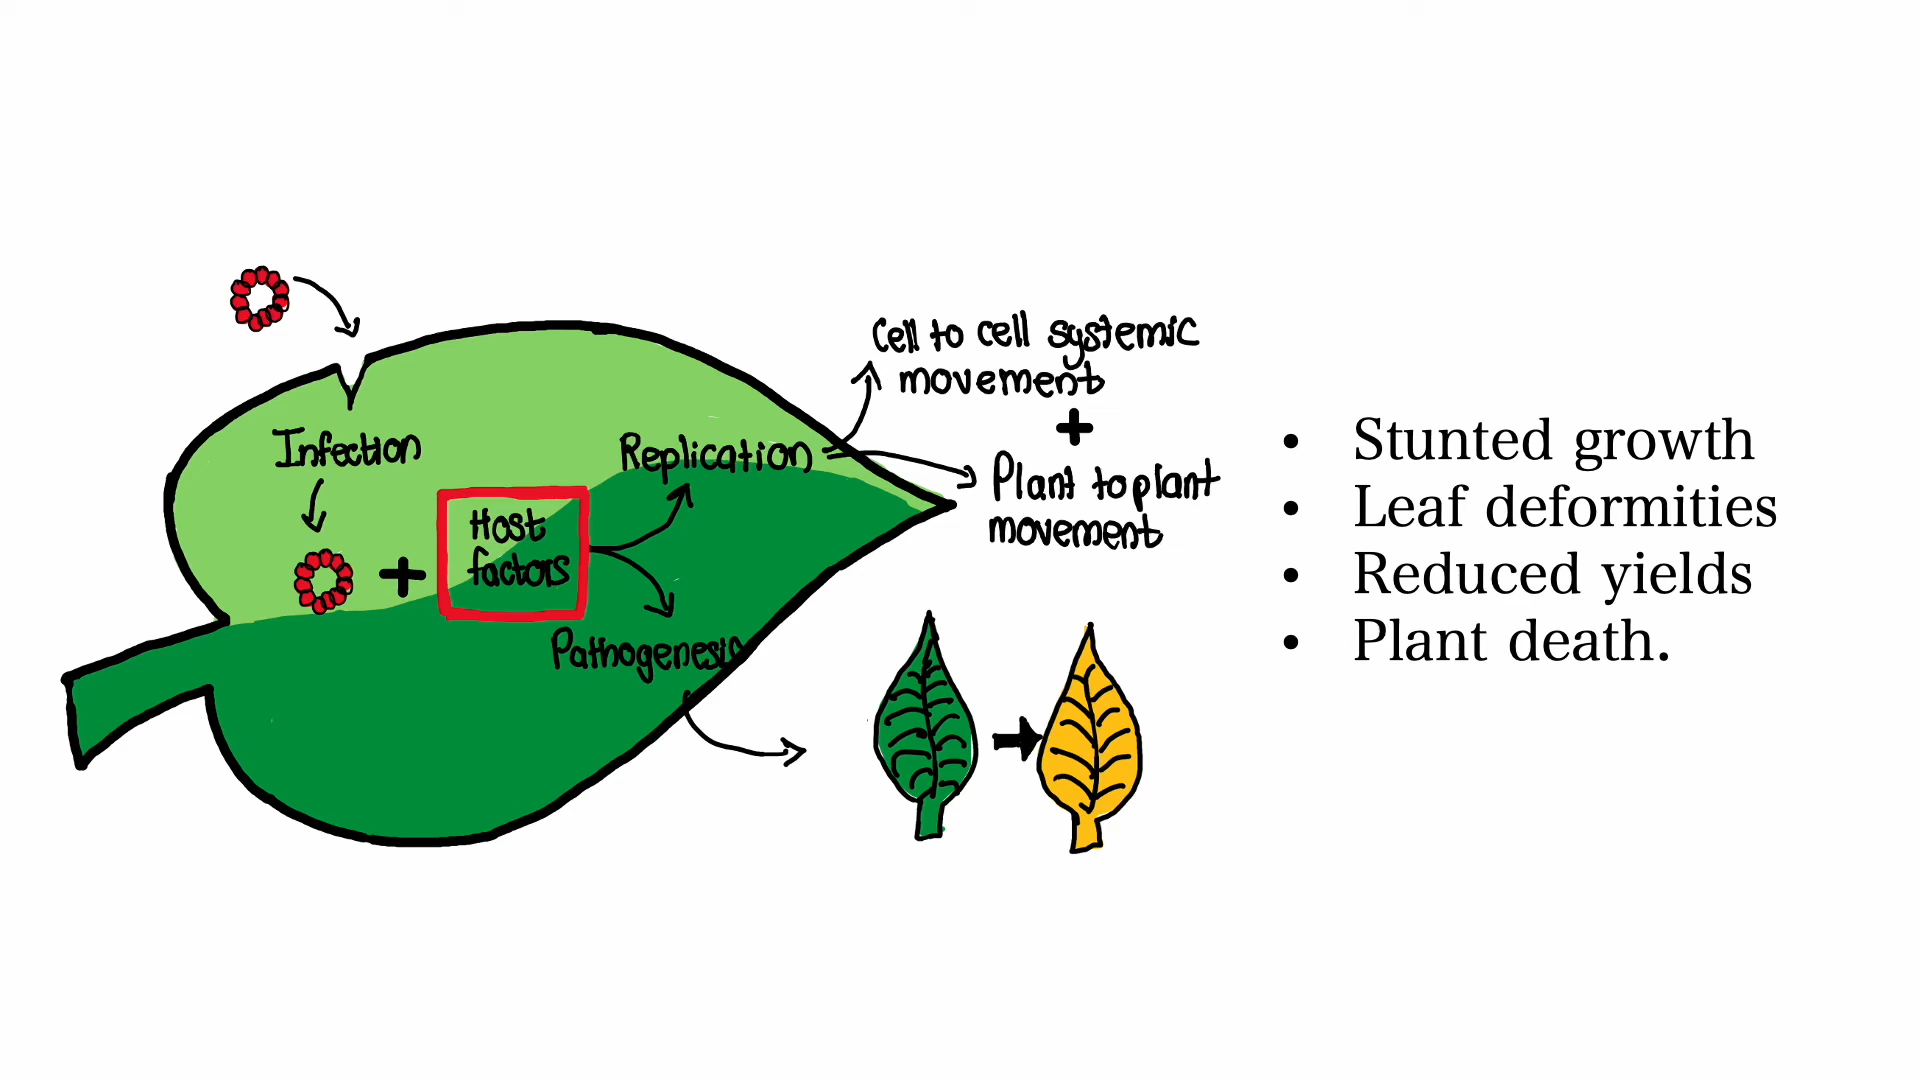 Infection
+
Host
factors
Replication
Pathogenesis
Cell to cell systemic
movement
+
Plant to plant
movement
• Stunted growth
• Leaf deformities
• Reduced yields
• Plant death.